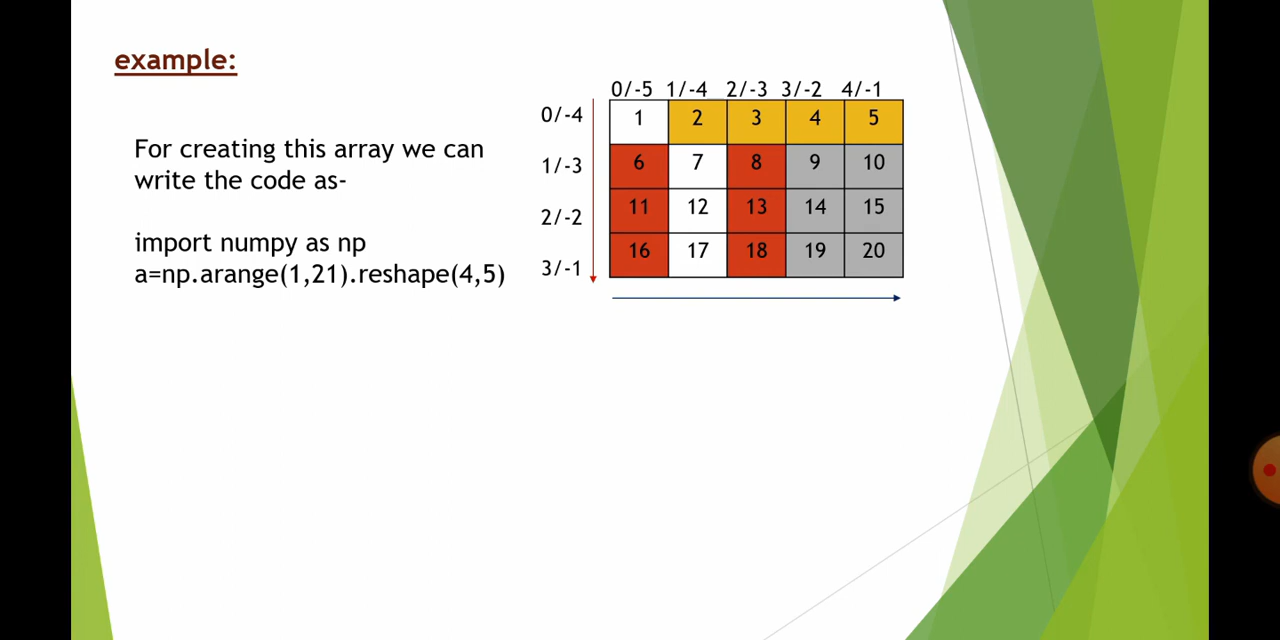 example:
For creating this array we can
write the code as-
import numpy as np
a=np.arange(1,21).reshape(4,5)
0/-5 1/-4 2/-3 3/-2 4/-1
0/-4 1 2 3 4 5
1/-3 6 7 8 9 10
2/-2 11 12 13 14 15
3/-1 16 17 18 19 20